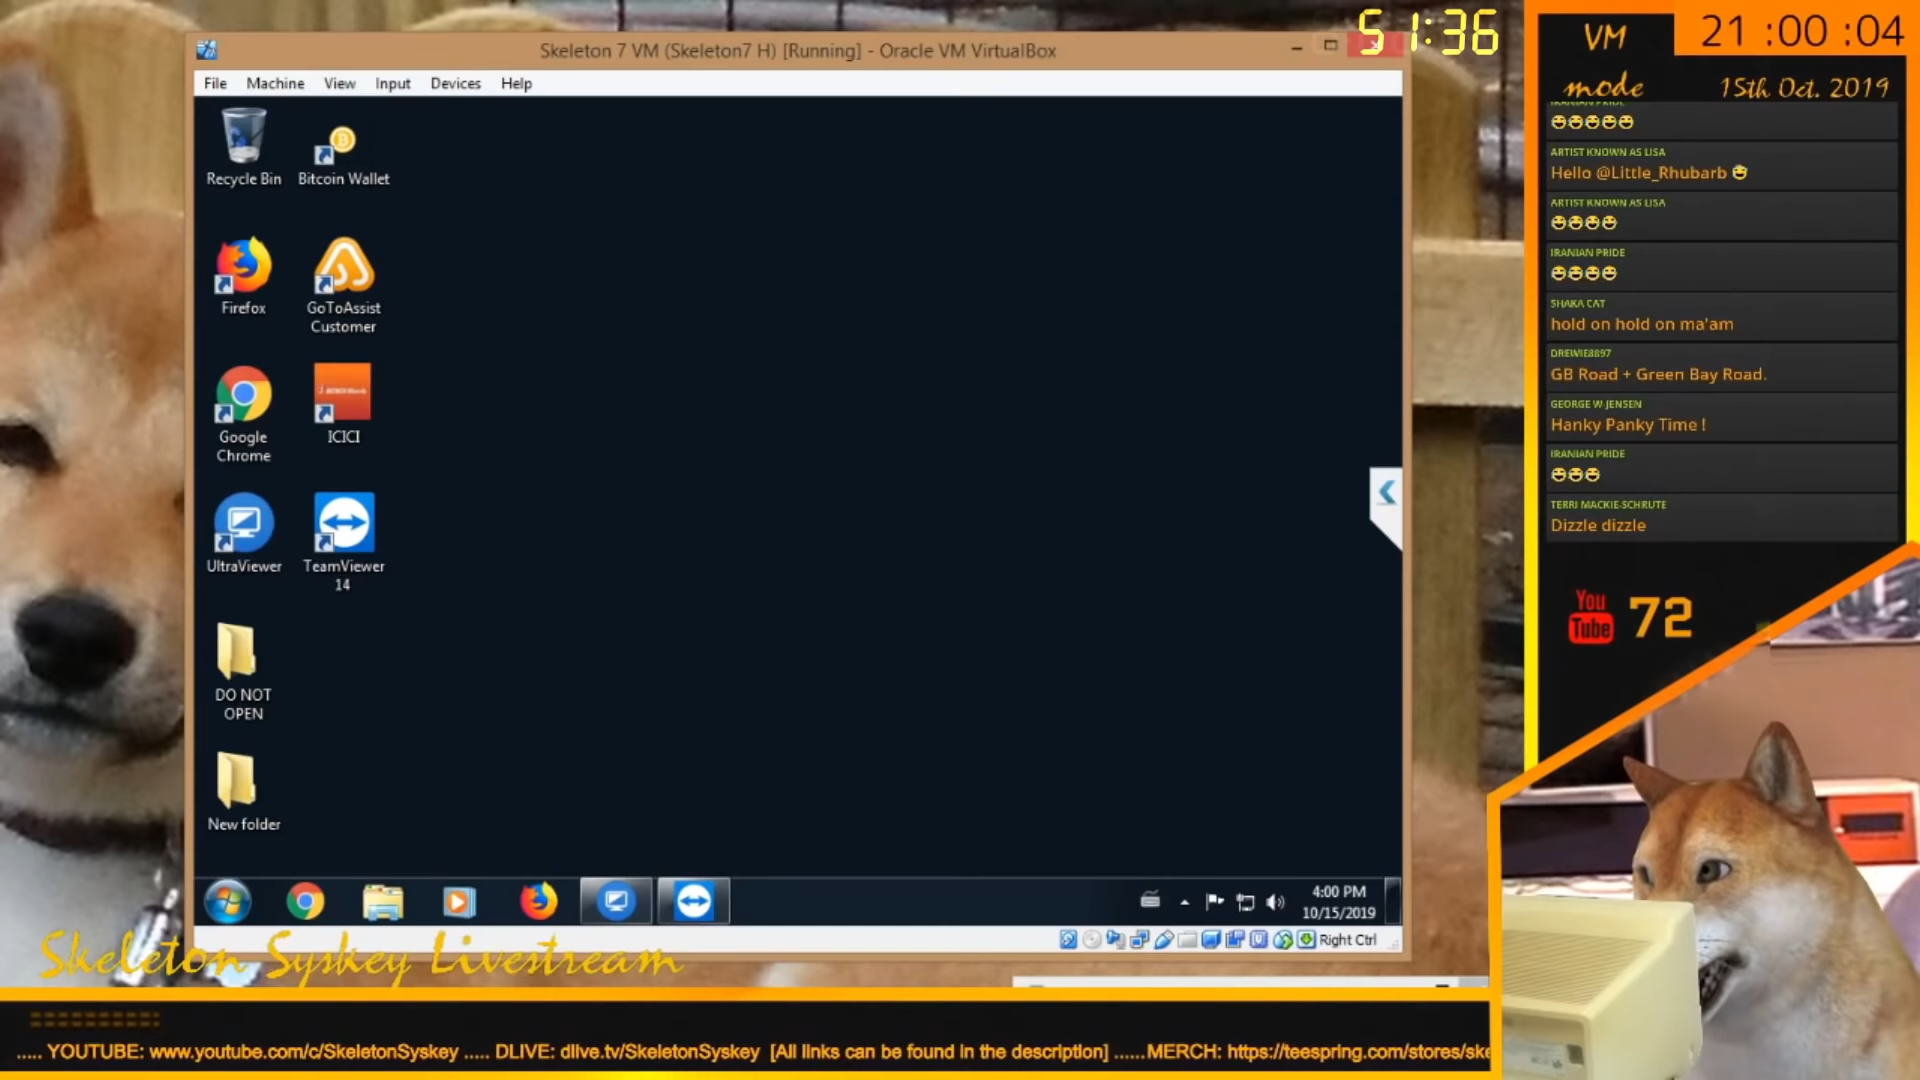 51:36
Skeleton 7 VM (Skeleton7 H) [Running] - Oracle VM VirtualBox
File Machine View Input Devices Help
Recycle Bin
Bitcoin Wallet
Firefox
GoToAssist
Customer
Google
Chrome
ICICI
UltraViewer
TeamViewer
14
DO NOT
OPEN
New folder
4:00 PM
10/15/2019
Right Ctrl
Skeleton Syskey Livestream
..... YOUTUBE: www.youtube.com/c/SkeletonSyskey ..... DLIVE: dlive.tv/SkeletonSyskey [All links can be found in the description] ......MERCH: https://teespring.com/stores/ske
VM
mode
21 :00 :04
15th Oct. 2019
IRANIAN PRIDE
😆😆😆😆😆
ARTIST KNOWN AS LISA
Hello @Little_Rhubarb 😆
ARTIST KNOWN AS LISA
😆😆😆😆
IRANIAN PRIDE
😆😆😆😆
SHAKA CAT
hold on hold on ma'am
DREWIE8897
GB Road + Green Bay Road.
GEORGE W JENSEN
Hanky Panky Time !
IRANIAN PRIDE
😆😆😆
TERRI MACKIE-SCHRUTE
Dizzle dizzle
You
Tube
72